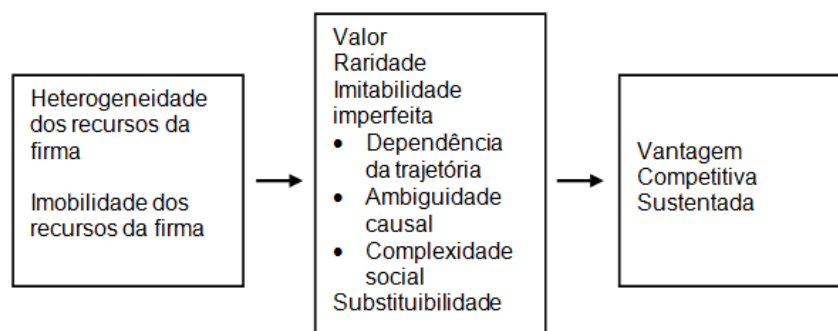 Heterogeneidade
dos recursos da
firma
Imobilidade dos
recursos da firma
Valor
Raridade
Imitabilidade
imperfeita
• Dependência
da trajetória
• Ambiguidade
causal
• Complexidade
social
Substituibilidade
Vantagem
Competitiva
Sustentada